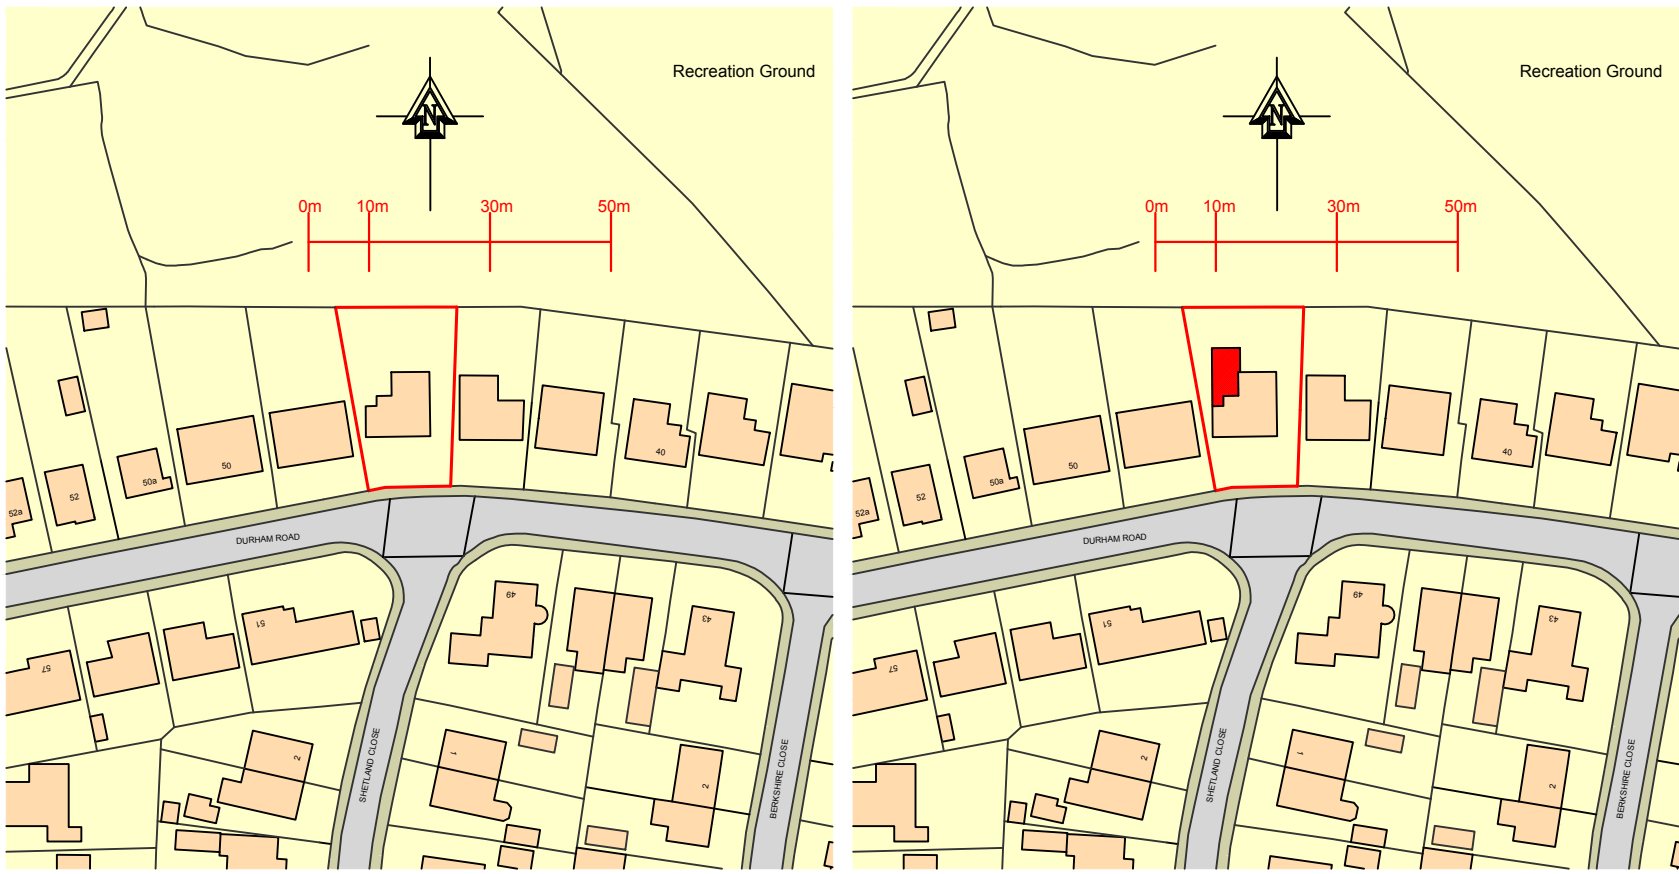 Recreation Ground
N
0m 10m 30m 50m
50
50a
52
52a
40
DURHAM ROAD
49
43
51
57
2
1
2
SHETLAND CLOSE
BERKSHIRE CLOSE
Recreation Ground
N
0m 10m 30m 50m
50
50a
52
52a
40
DURHAM ROAD
49
43
51
57
2
1
2
SHETLAND CLOSE
BERKSHIRE CLOSE